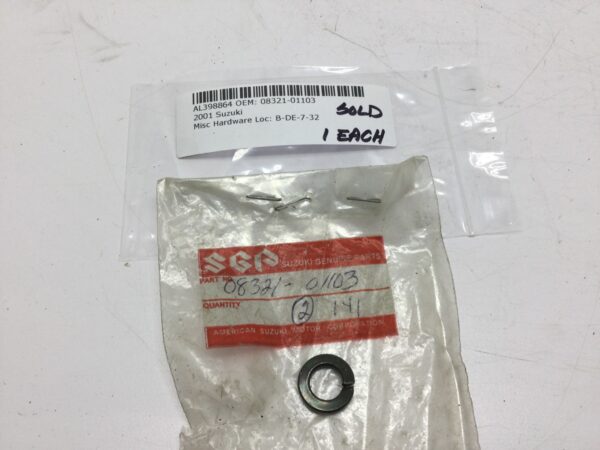 AL398864 OEM: 08321-01103
2001 Suzuki
Misc Hardware Loc: B-DE-7-32
SOLD
1 EACH
SGP
SUZUKI GENUINE PARTS
PART NO.
08321-01103
QUANTITY
2 141
AMERICAN SUZUKI MOTOR CORPORATION